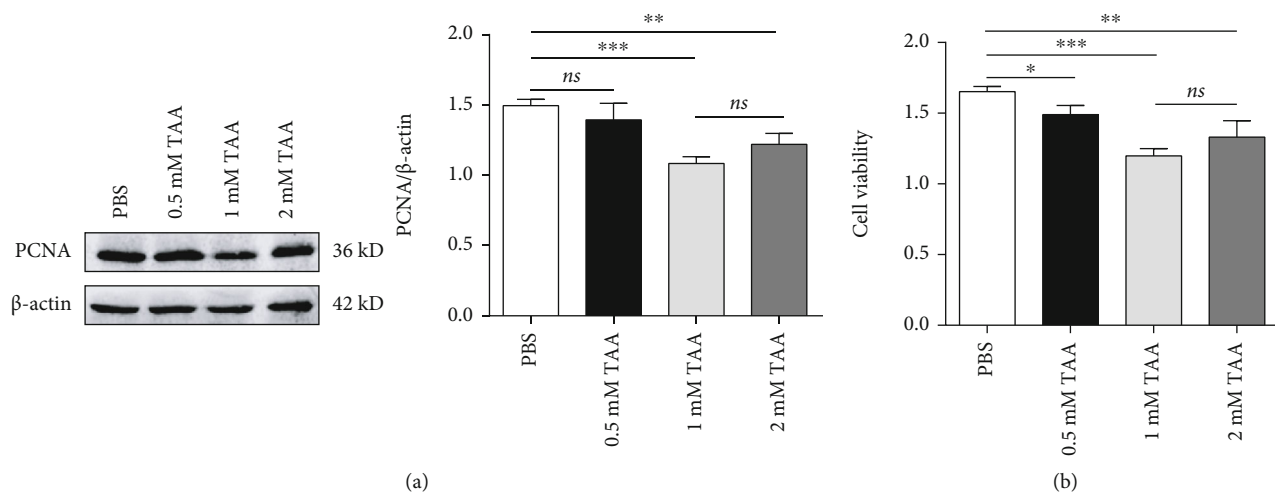 PBS
0.5 mM TAA
1 mM TAA
2 mM TAA
PCNA
36 kD
β-actin
42 kD
PCNA/β-actin
2.0
1.5
1.0
0.5
0.0
**
***
ns
ns
PBS
0.5 mM TAA
1 mM TAA
2 mM TAA
(a)
Cell viability
2.0
1.5
1.0
0.5
0.0
**
***
*
ns
PBS
0.5 mM TAA
1 mM TAA
2 mM TAA
(b)